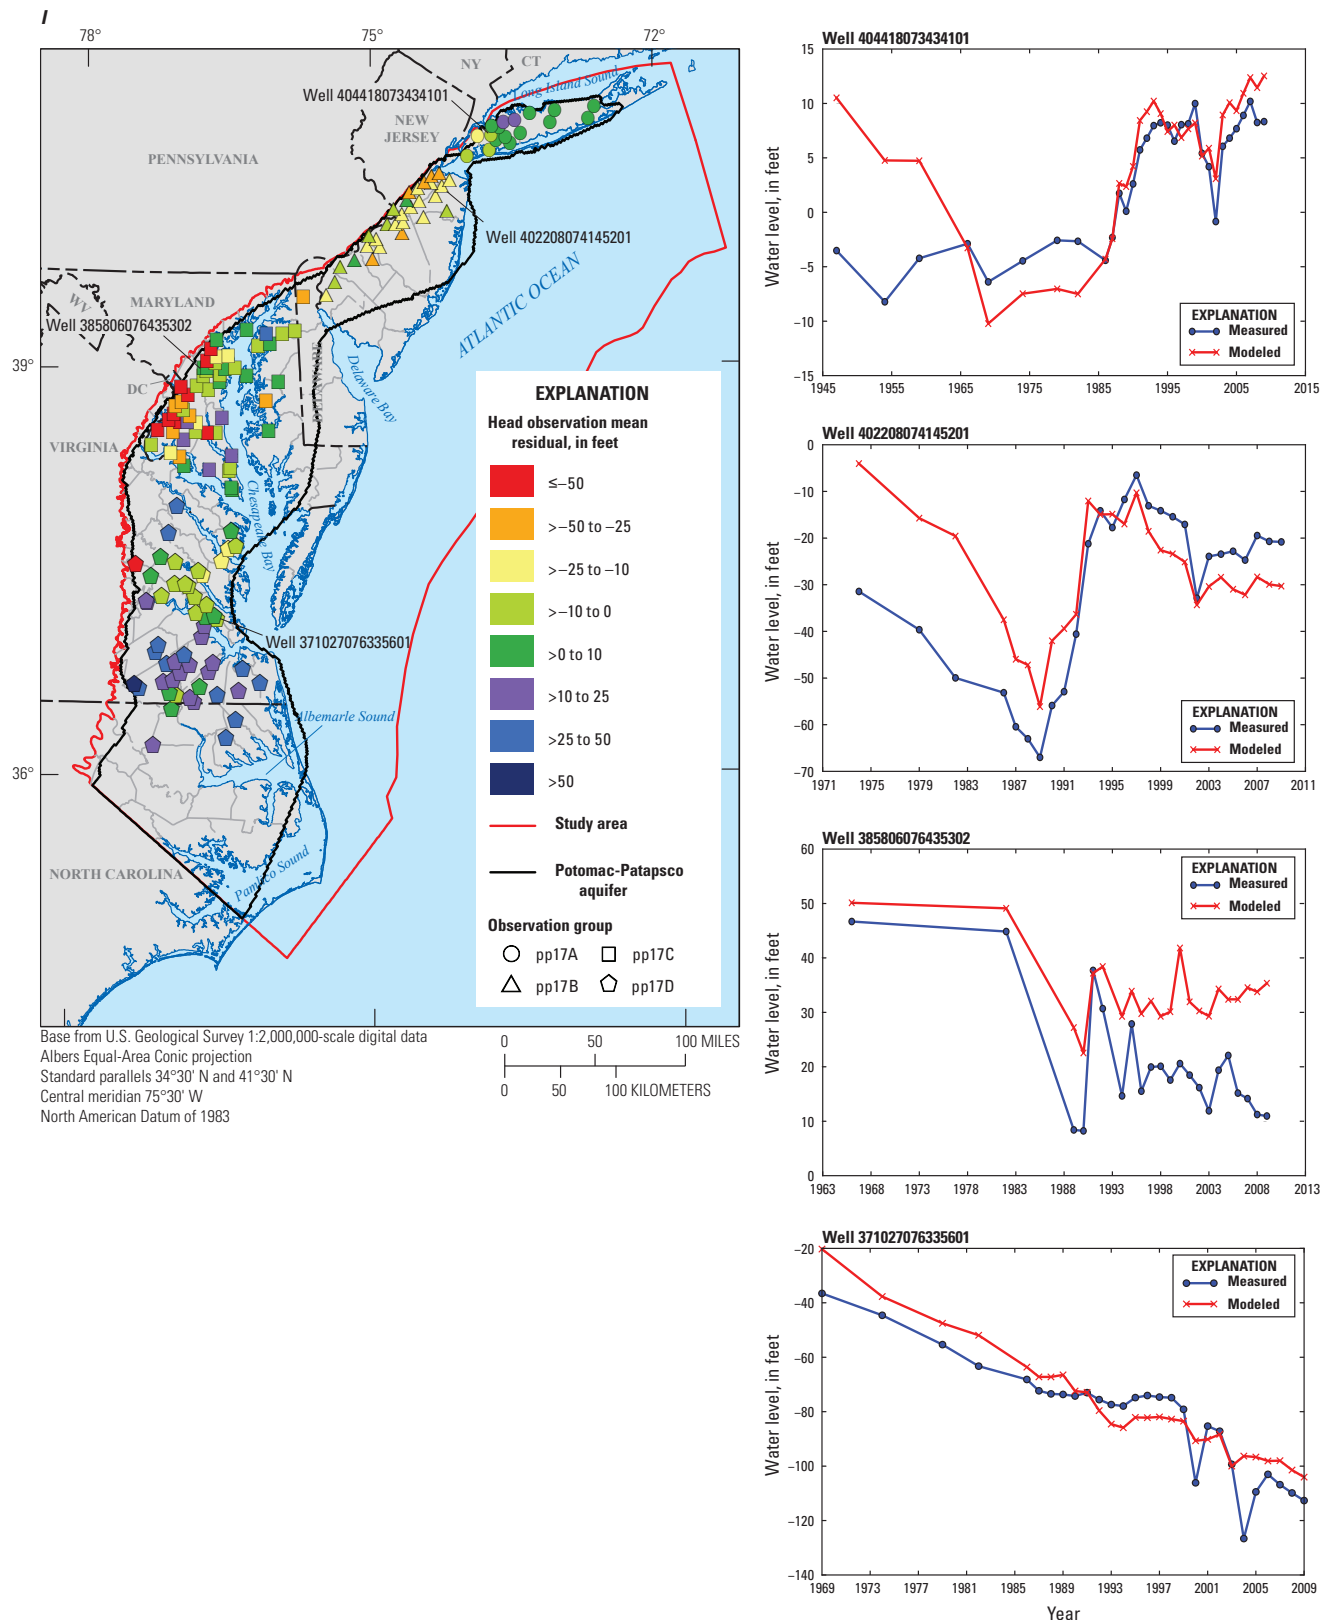 I
78°
75°
72°
NY
CT
Long Island Sound
Well 404418073434101
NEW
JERSEY
PENNSYLVANIA
Well 402208074145201
ATLANTIC OCEAN
WV
MARYLAND
Well 385806076435302
39°
DC
DELAWARE
Delaware Bay
VIRGINIA
Chesapeake Bay
Well 371027076335601
Albemarle Sound
36°
NORTH CAROLINA
Pamlico Sound
EXPLANATION
Head observation mean
residual, in feet
≤–50
>–50 to –25
>–25 to –10
>–10 to 0
>0 to 10
>10 to 25
>25 to 50
>50
Study area
Potomac-Patapsco
aquifer
Observation group
pp17A
pp17C
pp17B
pp17D
Base from U.S. Geological Survey 1:2,000,000-scale digital data
Albers Equal-Area Conic projection
Standard parallels 34°30' N and 41°30' N
Central meridian 75°30' W
North American Datum of 1983
0 50 100 MILES
0 50 100 KILOMETERS
Well 404418073434101
Water level, in feet
15
10
5
0
–5
–10
–15
1945 1955 1965 1975 1985 1995 2005 2015
EXPLANATION
Measured
Modeled
Well 402208074145201
Water level, in feet
0
–10
–20
–30
–40
–50
–60
–70
1971 1975 1979 1983 1987 1991 1995 1999 2003 2007 2011
EXPLANATION
Measured
Modeled
Well 385806076435302
Water level, in feet
60
50
40
30
20
10
0
1963 1968 1973 1978 1983 1988 1993 1998 2003 2008 2013
EXPLANATION
Measured
Modeled
Well 371027076335601
Water level, in feet
–20
–40
–60
–80
–100
–120
–140
1969 1973 1977 1981 1985 1989 1993 1997 2001 2005 2009
EXPLANATION
Measured
Modeled
Year